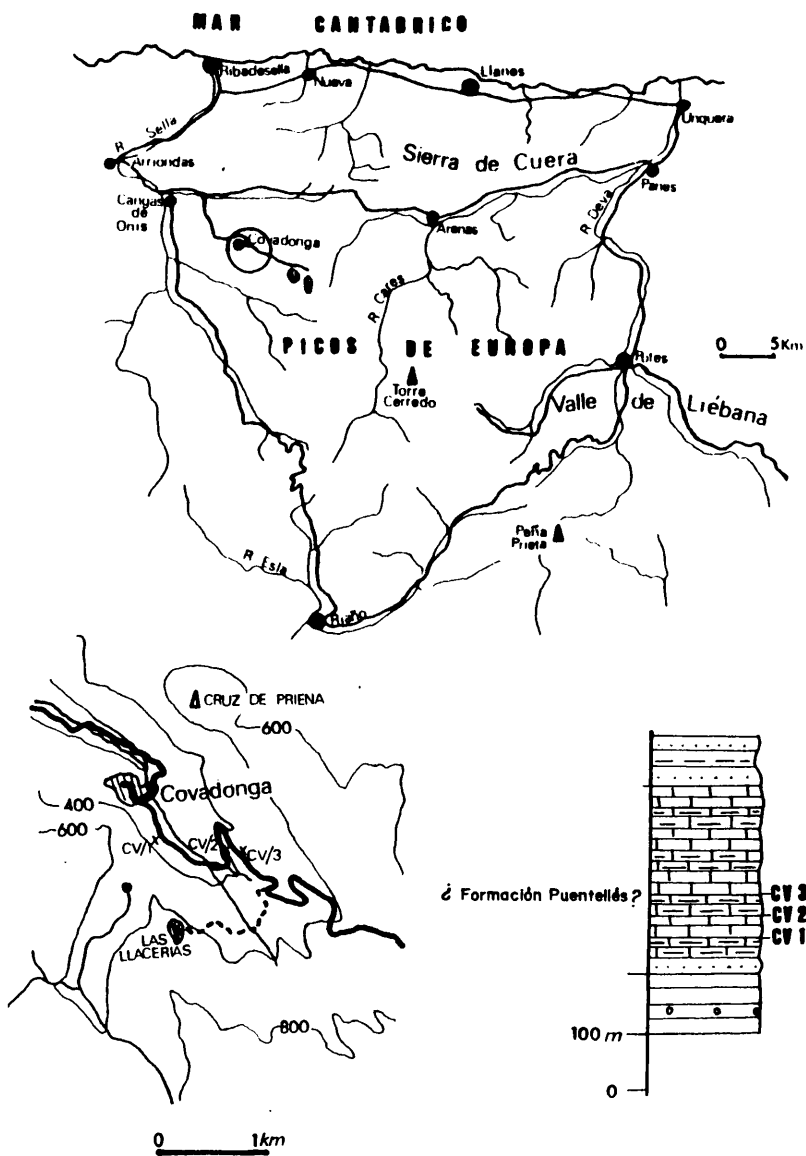 MAR CANTABRICO
Ribadesella
Nueva
Llanes
Unquera
R Sella
Sierra de Cuera
Arriondas
Panes
Cangas
de
Onis
R Deva
Covadonga
Arenas
R Cares
PICOS DE EUROPA
0 5Km
Potes
Torre
Cerredo
Valle de Liébana
Peña
Prieta
R Esla
Riaño
CRUZ DE PRIENA
600
Covadonga
400
600
CV/1
CV/2
CV/3
LAS
LLACERIAS
800
0 1km
¿ Formación Puentellés ?
CV 3
CV 2
CV 1
100 m
0